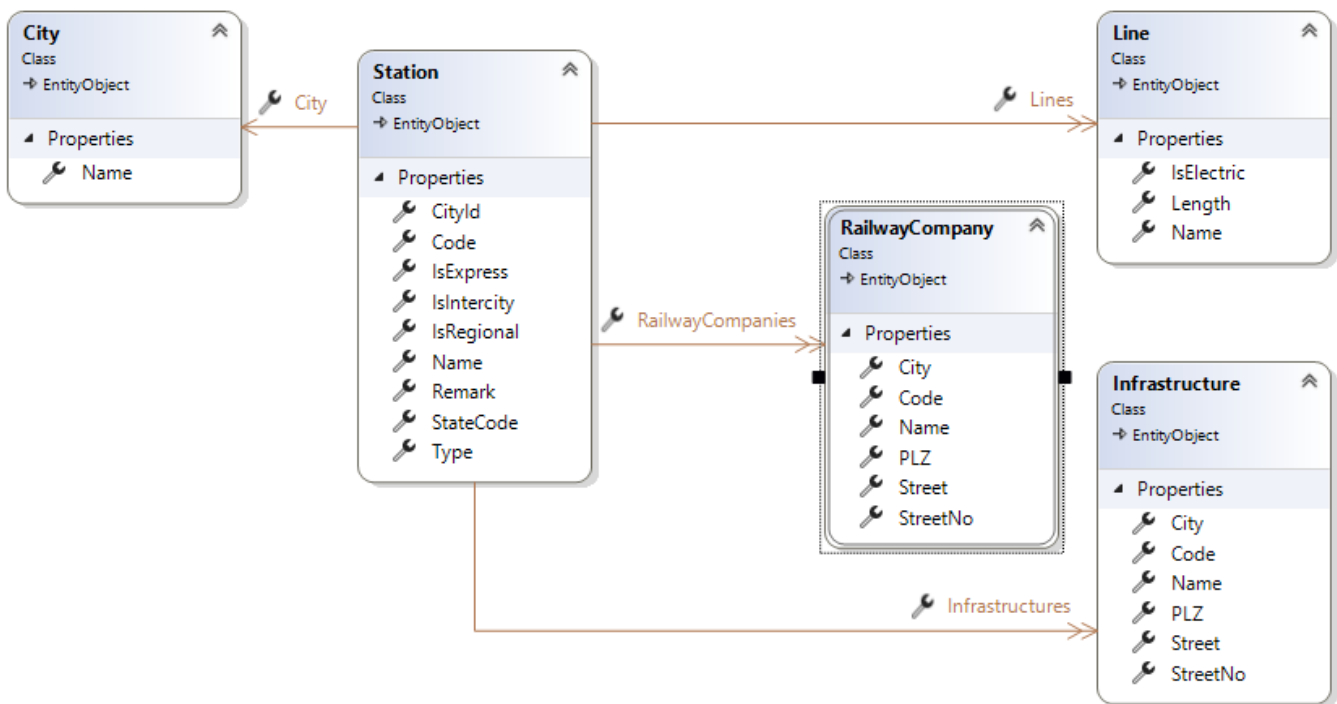 City
Class
EntityObject
Properties
Name
City
Station
Class
EntityObject
Properties
CityId
Code
IsExpress
IsIntercity
IsRegional
Name
Remark
StateCode
Type
Lines
Line
Class
EntityObject
Properties
IsElectric
Length
Name
RailwayCompanies
RailwayCompany
Class
EntityObject
Properties
City
Code
Name
PLZ
Street
StreetNo
Infrastructures
Infrastructure
Class
EntityObject
Properties
City
Code
Name
PLZ
Street
StreetNo